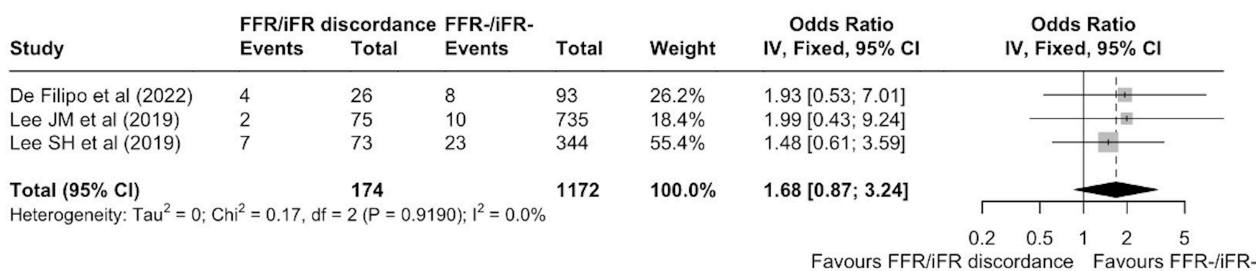 FFR/iFR discordance FFR-/iFR- Odds Ratio Odds Ratio
Study Events Total Events Total Weight IV, Fixed, 95% CI IV, Fixed, 95% CI
De Filipo et al (2022) 4 26 8 93 26.2% 1.93 [0.53; 7.01]
Lee JM et al (2019) 2 75 10 735 18.4% 1.99 [0.43; 9.24]
Lee SH et al (2019) 7 73 23 344 55.4% 1.48 [0.61; 3.59]
Total (95% CI) 174 1172 100.0% 1.68 [0.87; 3.24]
Heterogeneity: Tau² = 0; Chi² = 0.17, df = 2 (P = 0.9190); I² = 0.0%
0.2 0.5 1 2 5
Favours FFR/iFR discordance Favours FFR-/iFR-